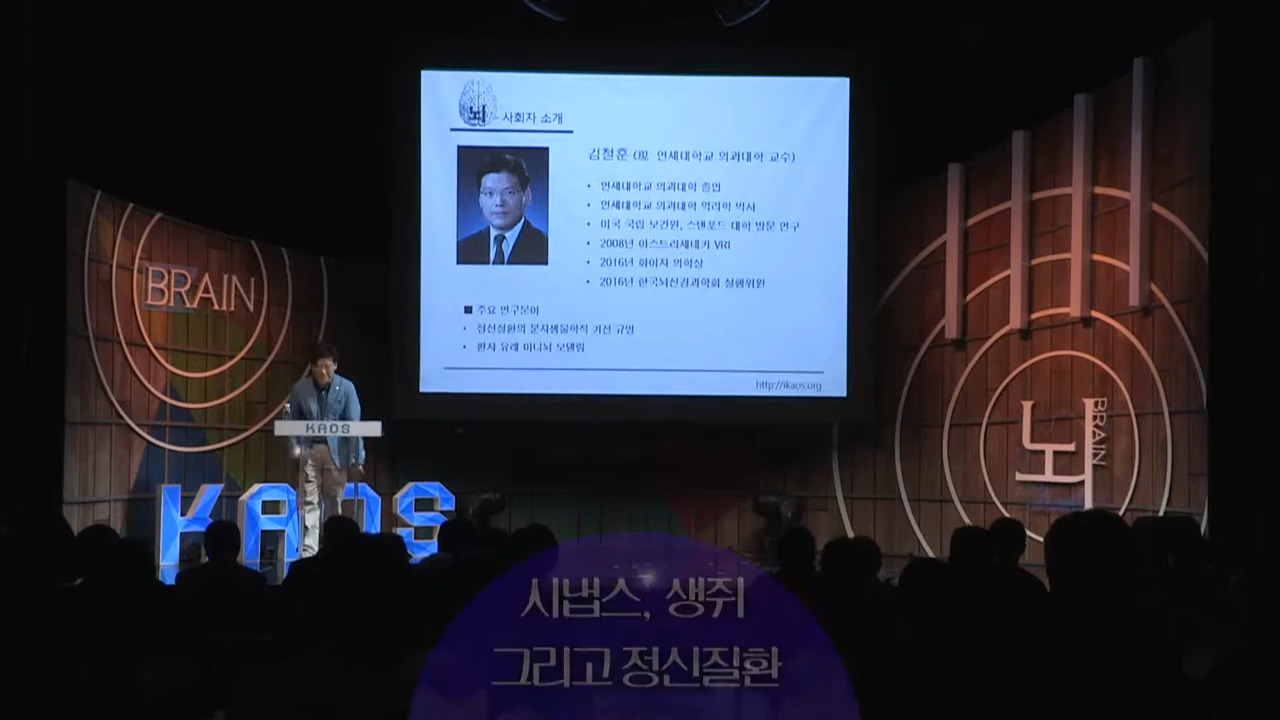 뇌 사회자 소개
김철훈 (現 연세대학교 의과대학 교수)
• 연세대학교 의과대학 졸업
• 연세대학교 의과대학 약리학 박사
• 미국 국립 보건원, 스탠포드 대학 방문 연구
• 2008년 아스트라제네카 VRI
• 2016년 화이자 의학상
• 2016년 한국뇌신경과학회 실행위원
■ 주요 연구분야
• 정신질환의 분자생물학적 기전 규명
• 환자 유래 미니뇌 모델링
http://ikaos.org
BRAIN
KAOS
KAOS
뇌
BRAIN
시냅스, 생쥐
그리고 정신질환